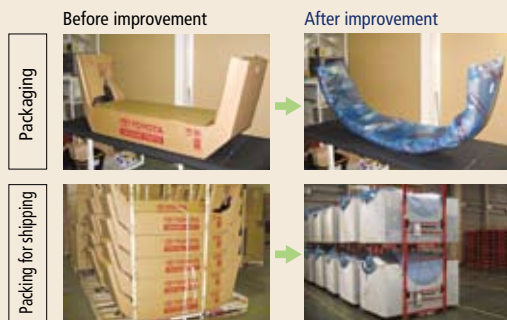 Before improvement
After improvement
Packaging
TOYOTA
Packing for shipping